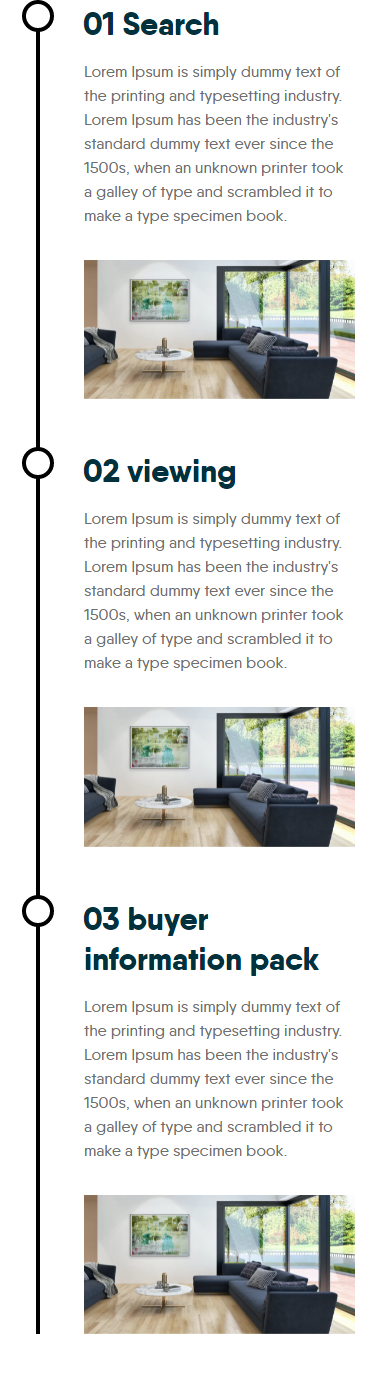 01 Search
Lorem Ipsum is simply dummy text of
the printing and typesetting industry.
Lorem Ipsum has been the industry's
standard dummy text ever since the
1500s, when an unknown printer took
a galley of type and scrambled it to
make a type specimen book.
02 viewing
Lorem Ipsum is simply dummy text of
the printing and typesetting industry.
Lorem Ipsum has been the industry's
standard dummy text ever since the
1500s, when an unknown printer took
a galley of type and scrambled it to
make a type specimen book.
03 buyer
information pack
Lorem Ipsum is simply dummy text of
the printing and typesetting industry.
Lorem Ipsum has been the industry's
standard dummy text ever since the
1500s, when an unknown printer took
a galley of type and scrambled it to
make a type specimen book.